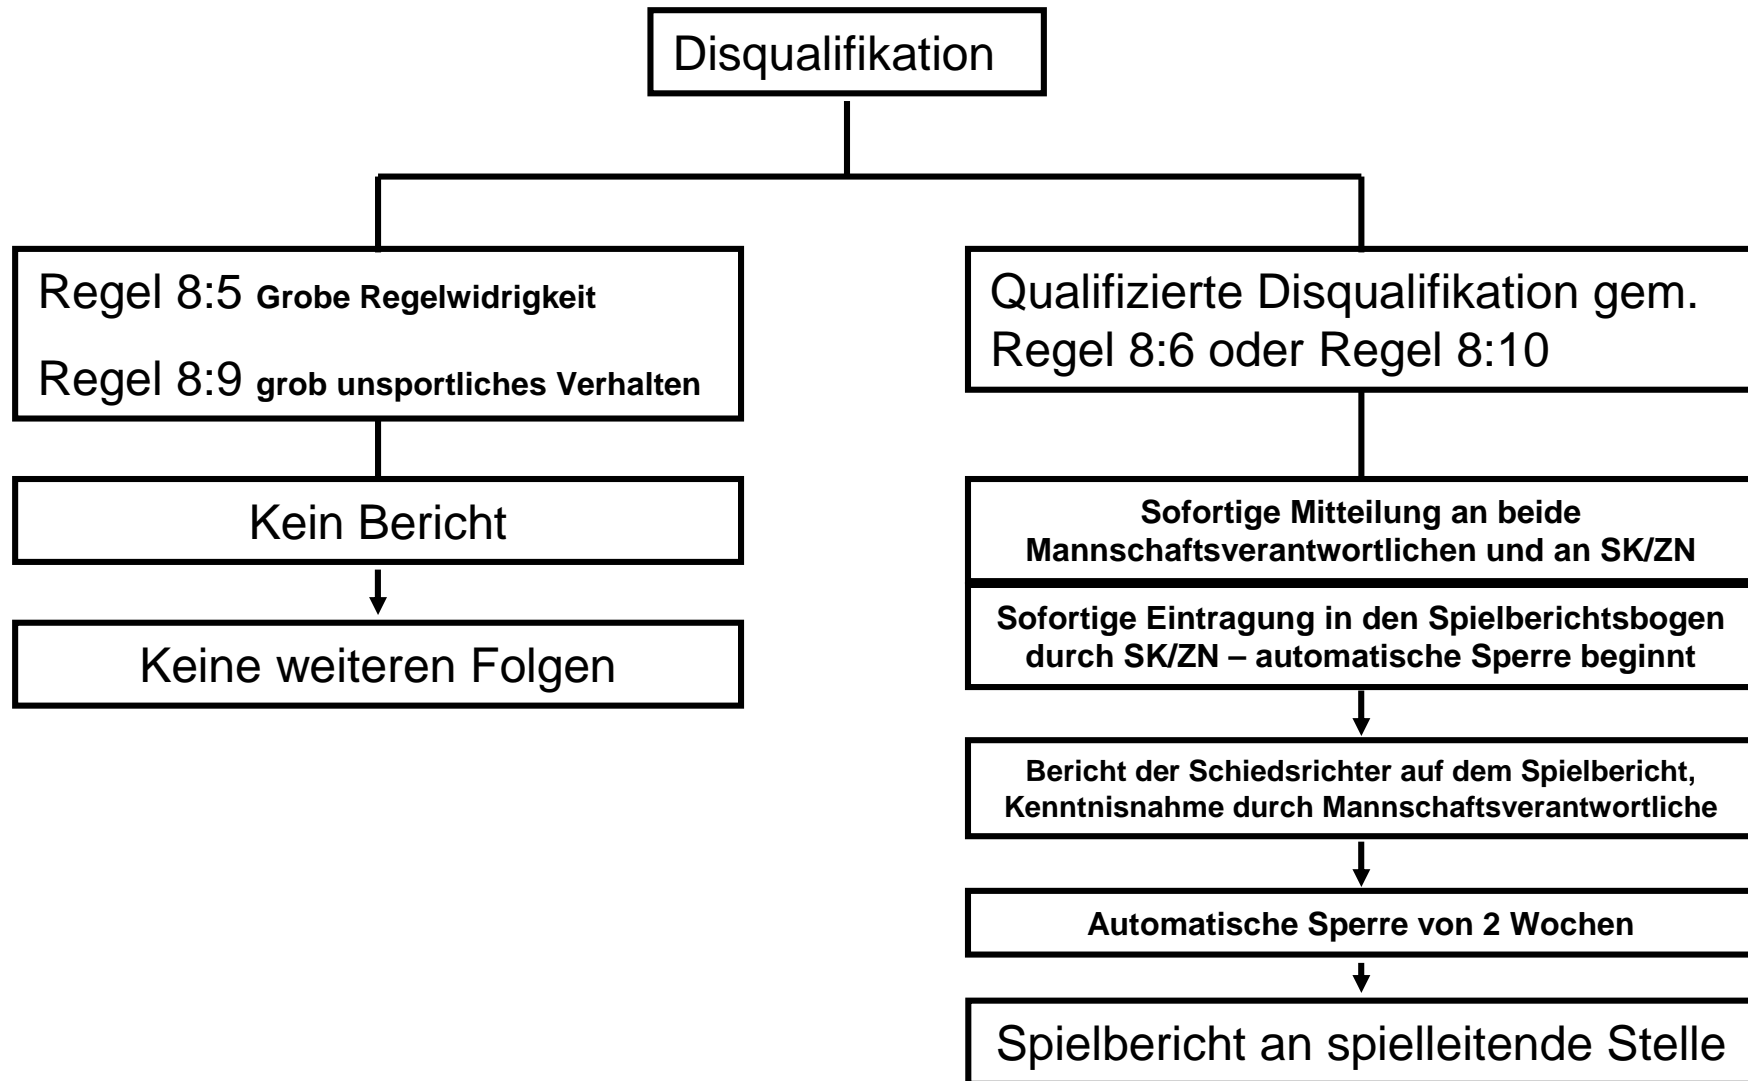 Disqualifikation
Regel 8:5 Grobe Regelwidrigkeit
Regel 8:9 grob unsportliches Verhalten
Kein Bericht
Keine weiteren Folgen
Qualifizierte Disqualifikation gem.
Regel 8:6 oder Regel 8:10
Sofortige Mitteilung an beide
Mannschaftsverantwortlichen und an SK/ZN
Sofortige Eintragung in den Spielberichtsbogen
durch SK/ZN – automatische Sperre beginnt
Bericht der Schiedsrichter auf dem Spielbericht,
Kenntnisnahme durch Mannschaftsverantwortliche
Automatische Sperre von 2 Wochen
Spielbericht an spielleitende Stelle